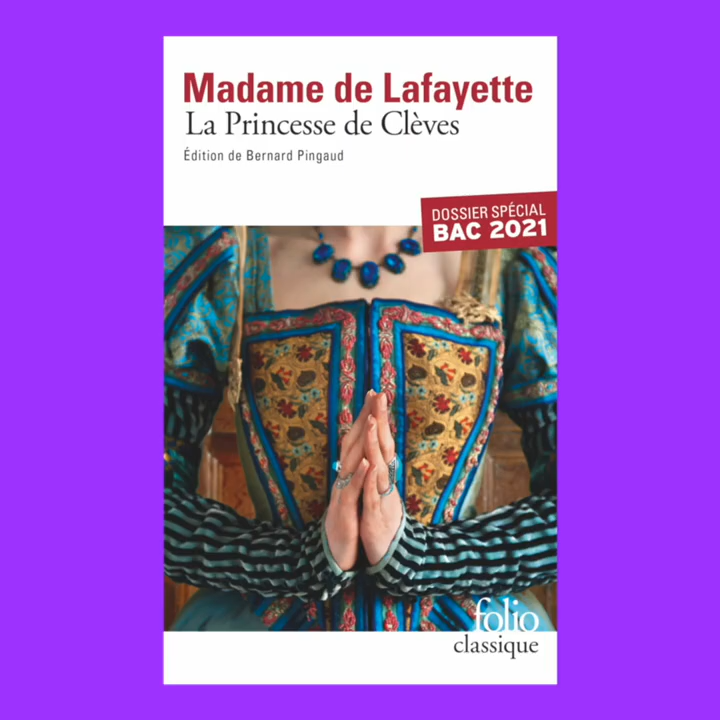 Madame de Lafayette
La Princesse de Clèves
Édition de Bernard Pingaud
DOSSIER SPÉCIAL
BAC 2021
folio
classique